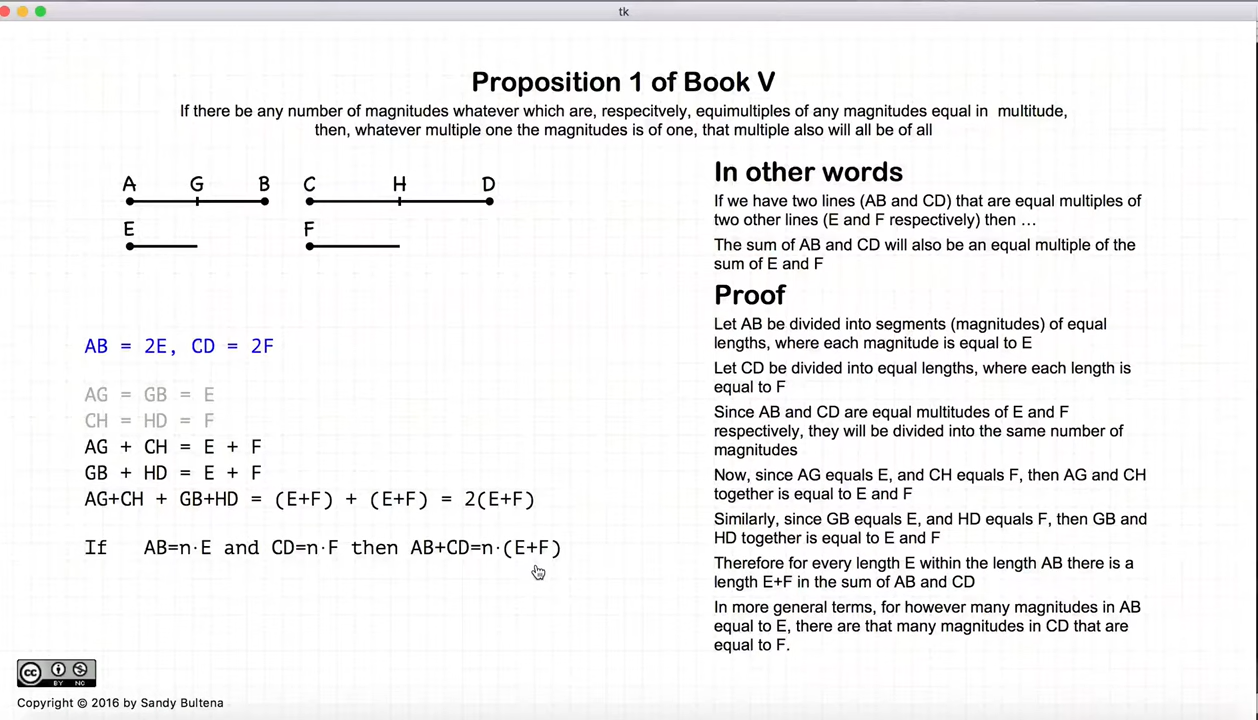 tk
Proposition 1 of Book V
If there be any number of magnitudes whatever which are, respecitvely, equimultiples of any magnitudes equal in multitude,
then, whatever multiple one the magnitudes is of one, that multiple also will all be of all
A G B C H D
E F
AB = 2E, CD = 2F
AG = GB = E
CH = HD = F
AG + CH = E + F
GB + HD = E + F
AG+CH + GB+HD = (E+F) + (E+F) = 2(E+F)
If AB=n·E and CD=n·F then AB+CD=n·(E+F)
In other words
If we have two lines (AB and CD) that are equal multiples of
two other lines (E and F respectively) then …
The sum of AB and CD will also be an equal multiple of the
sum of E and F
Proof
Let AB be divided into segments (magnitudes) of equal
lengths, where each magnitude is equal to E
Let CD be divided into equal lengths, where each length is
equal to F
Since AB and CD are equal multitudes of E and F
respectively, they will be divided into the same number of
magnitudes
Now, since AG equals E, and CH equals F, then AG and CH
together is equal to E and F
Similarly, since GB equals E, and HD equals F, then GB and
HD together is equal to E and F
Therefore for every length E within the length AB there is a
length E+F in the sum of AB and CD
In more general terms, for however many magnitudes in AB
equal to E, there are that many magnitudes in CD that are
equal to F.
cc
BY NC
Copyright © 2016 by Sandy Bultena